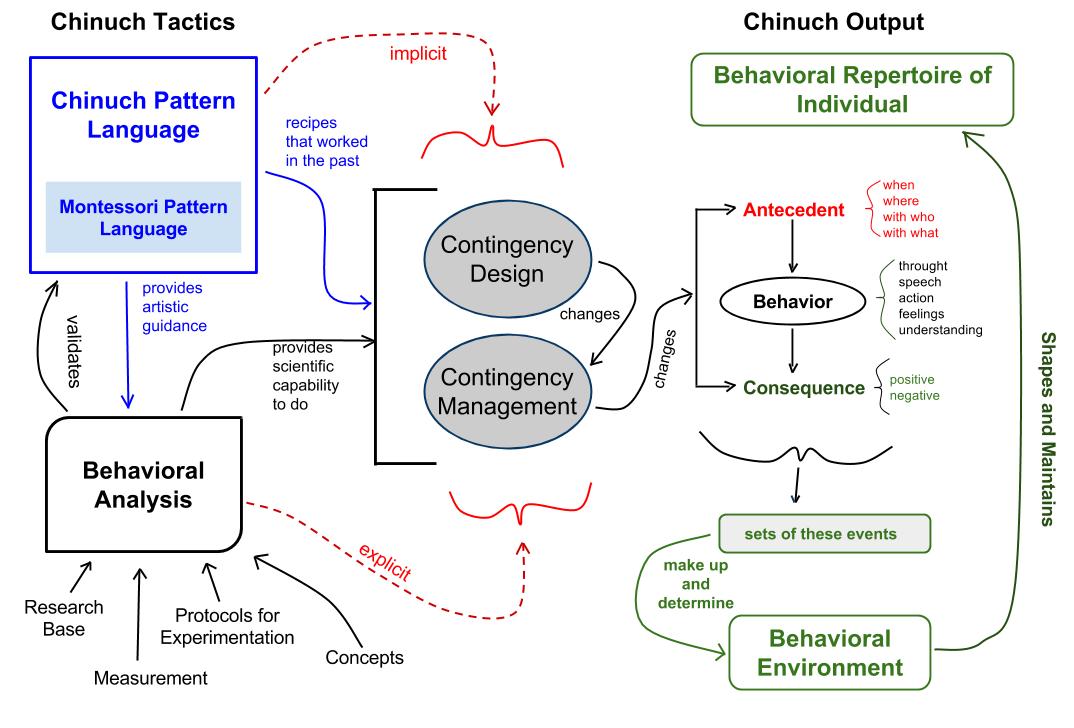 Chinuch Tactics
Chinuch Output
implicit
Chinuch Pattern
Language
Montessori Pattern
Language
recipes
that worked
in the past
provides
artistic
guidance
validates
provides
scientific
capability
to do
Behavioral
Analysis
explicit
Research
Base
Measurement
Protocols for
Experimentation
Concepts
Contingency
Design
changes
Contingency
Management
changes
Behavioral Repertoire of
Individual
Antecedent
when
where
with who
with what
Behavior
throught
speech
action
feelings
understanding
Consequence
positive
negative
sets of these events
make up
and
determine
Behavioral
Environment
Shapes and Maintains